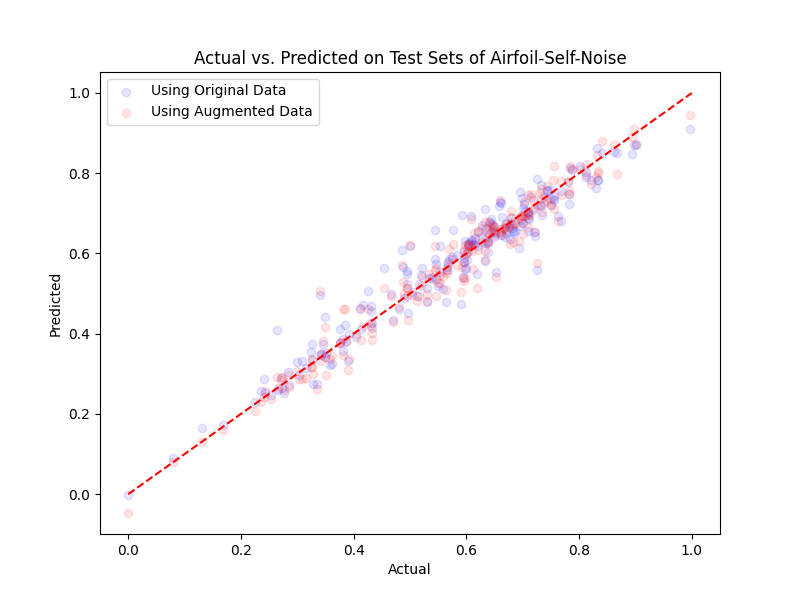 Actual vs. Predicted on Test Sets of Airfoil-Self-Noise
Using Original Data
Using Augmented Data
1.0
0.8
0.6
0.4
0.2
0.0
Predicted
0.0 0.2 0.4 0.6 0.8 1.0
Actual